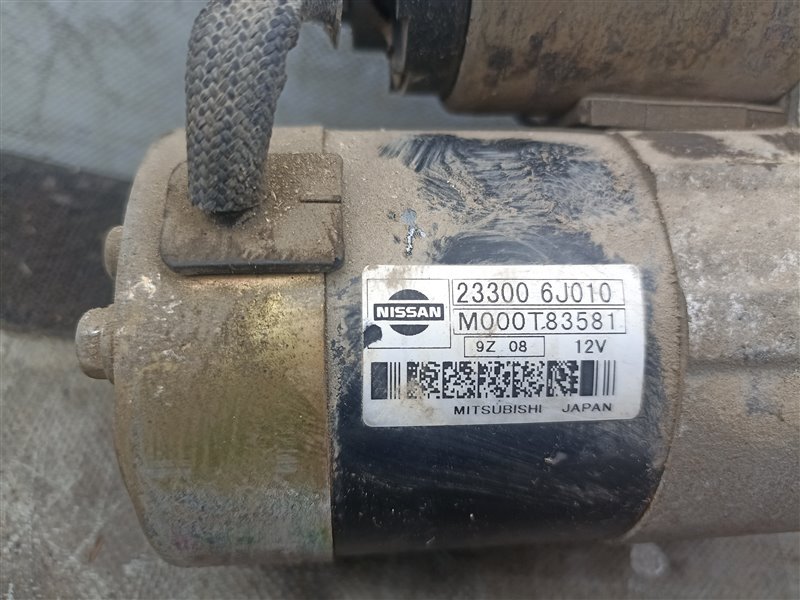 NISSAN
23300 6J010
M000T83581
9Z 08 12V
MITSUBISHI JAPAN